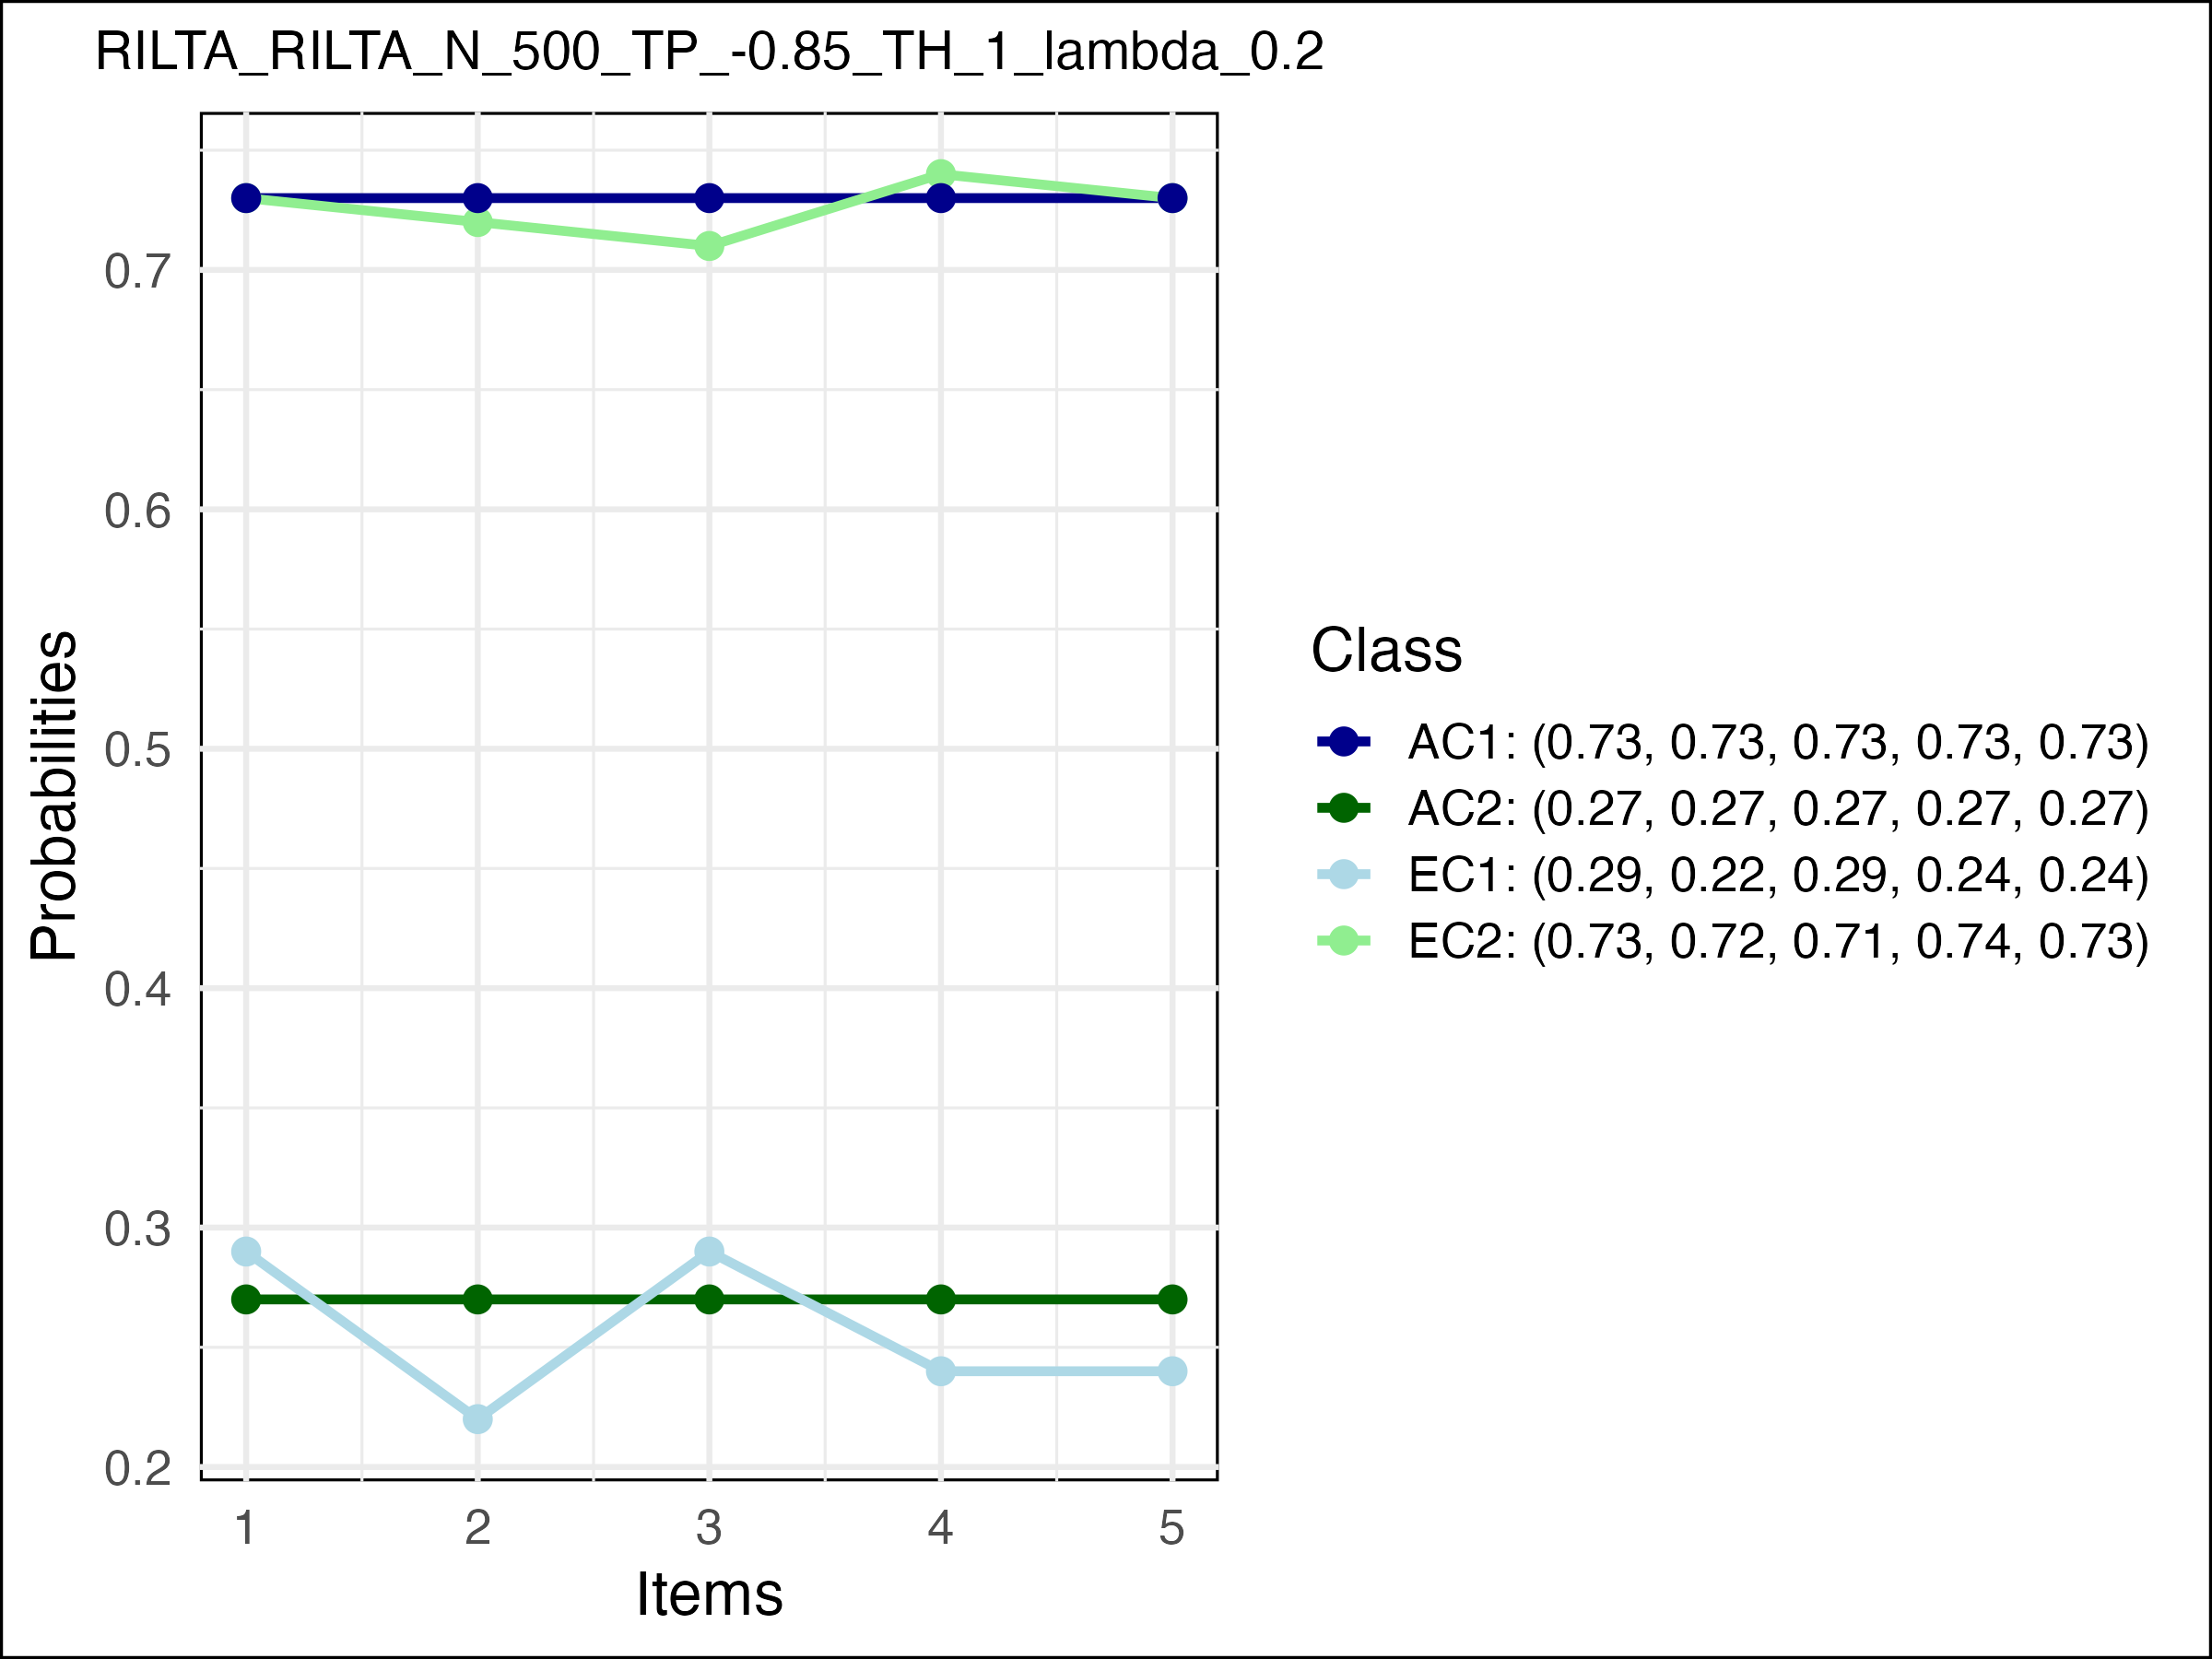 RILTA_RILTA_N_500_TP_-0.85_TH_1_lambda_0.2
Probabilities
0.7
0.6
0.5
0.4
0.3
0.2
1 2 3 4 5
Items
Class
AC1: (0.73, 0.73, 0.73, 0.73, 0.73)
AC2: (0.27, 0.27, 0.27, 0.27, 0.27)
EC1: (0.29, 0.22, 0.29, 0.24, 0.24)
EC2: (0.73, 0.72, 0.71, 0.74, 0.73)